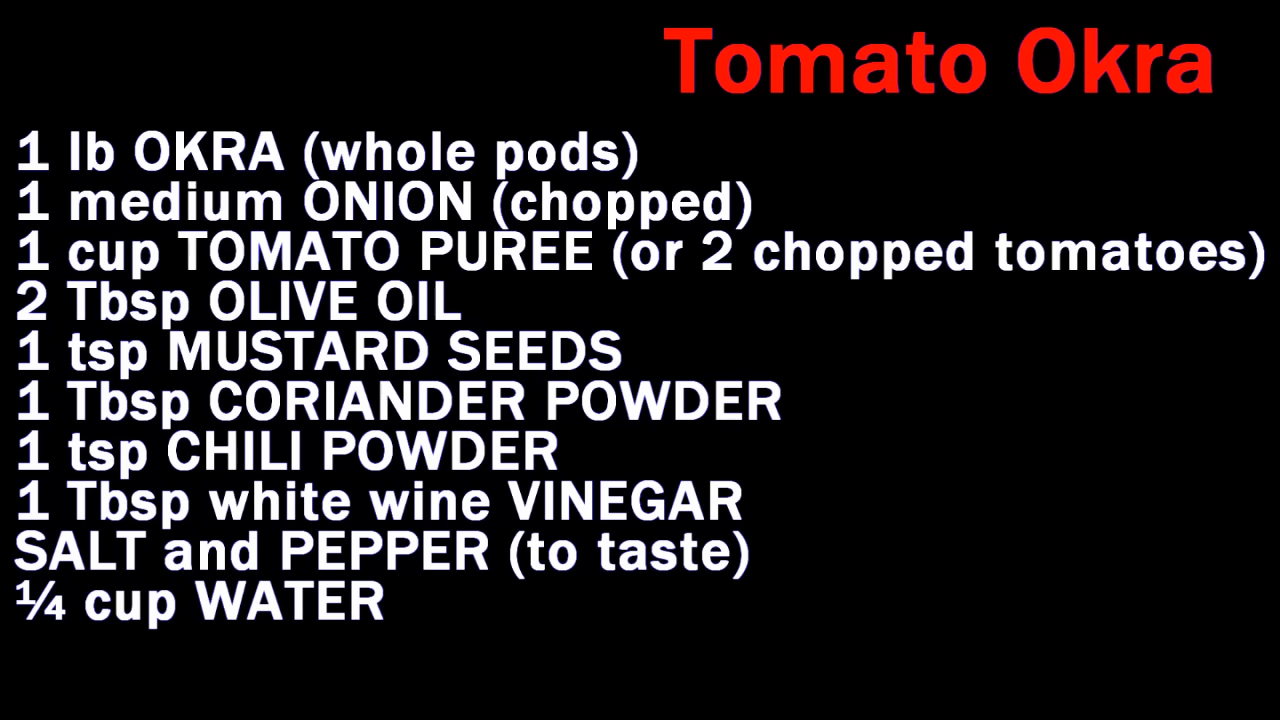 Tomato Okra
1 lb OKRA (whole pods)
1 medium ONION (chopped)
1 cup TOMATO PUREE (or 2 chopped tomatoes)
2 Tbsp OLIVE OIL
1 tsp MUSTARD SEEDS
1 Tbsp CORIANDER POWDER
1 tsp CHILI POWDER
1 Tbsp white wine VINEGAR
SALT and PEPPER (to taste)
¼ cup WATER